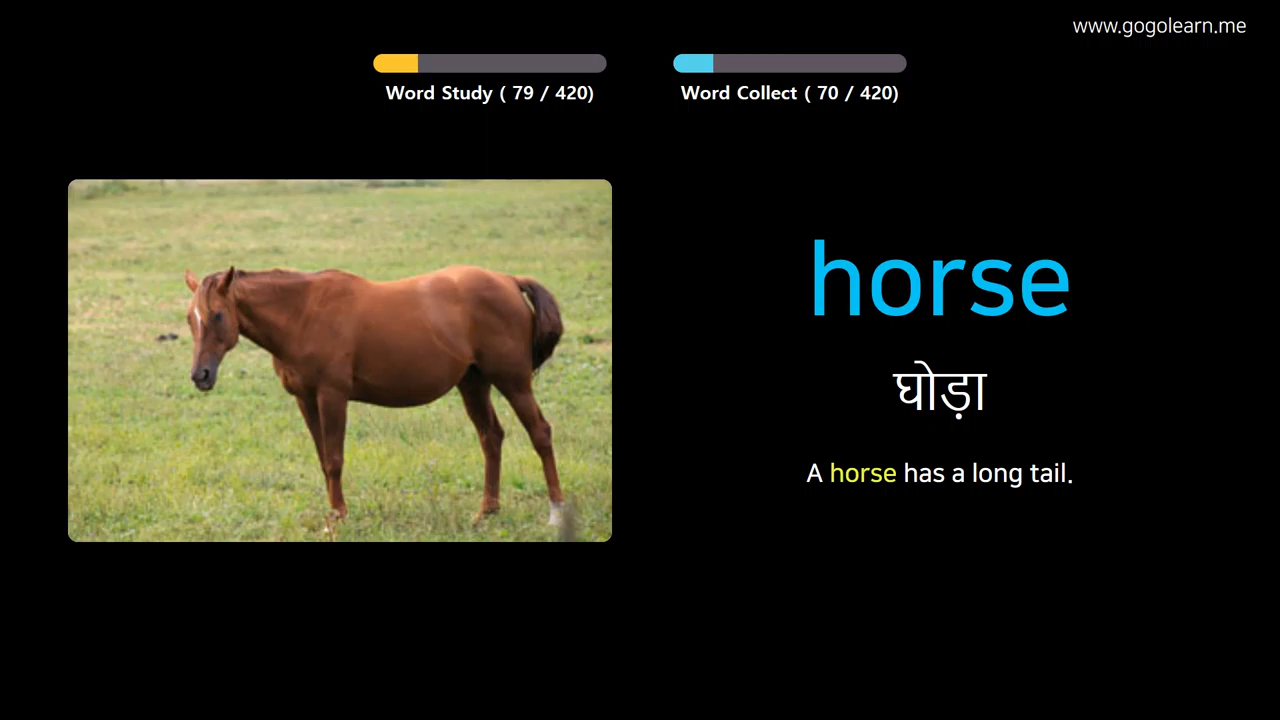 www.gogolearn.me
Word Study ( 79 / 420)
Word Collect ( 70 / 420)
horse
घोड़ा
A horse has a long tail.